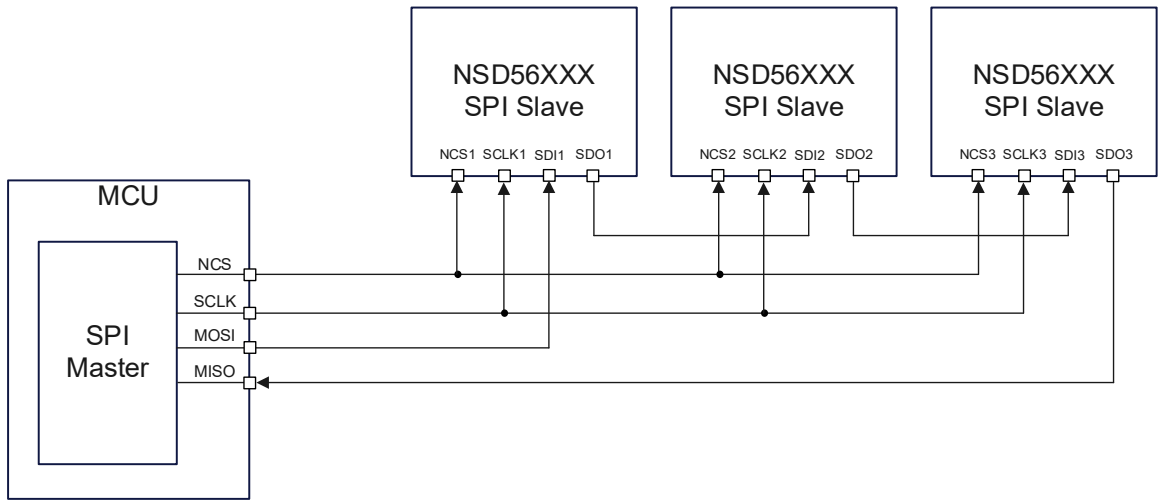 NSD56XXX
SPI Slave
NCS1 SCLK1 SDI1 SDO1
NSD56XXX
SPI Slave
NCS2 SCLK2 SDI2 SDO2
NSD56XXX
SPI Slave
NCS3 SCLK3 SDI3 SDO3
MCU
SPI
Master
NCS
SCLK
MOSI
MISO